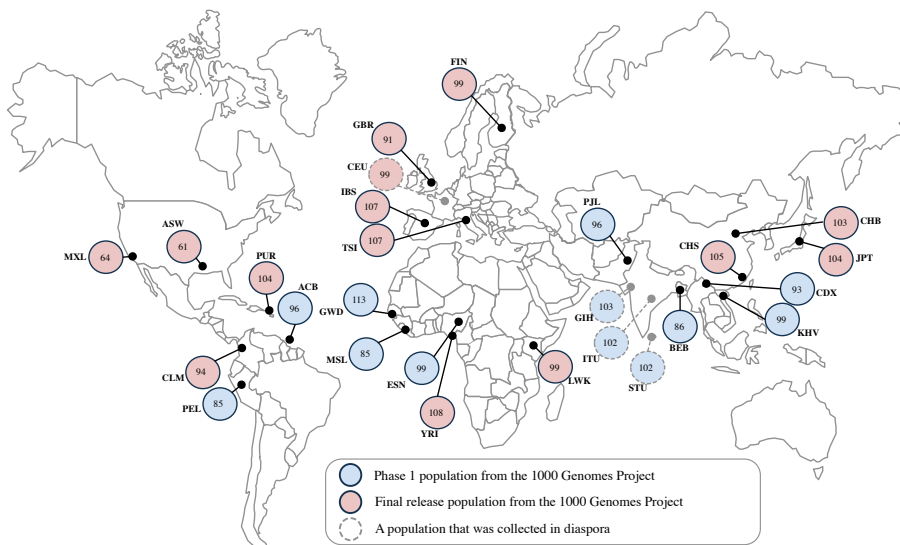 FIN
99
GBR
91
CEU
99
IBS
107
TSI
107
PJL
96
CHB
103
CHS
105
JPT
104
CDX
93
KHV
99
MXL
64
ASW
61
PUR
104
ACB
96
GWD
113
MSL
85
ESN
99
YRI
108
LWK
99
GIH
103
ITU
102
STU
102
BEB
86
CLM
94
PEL
85
Phase 1 population from the 1000 Genomes Project
Final release population from the 1000 Genomes Project
A population that was collected in diaspora